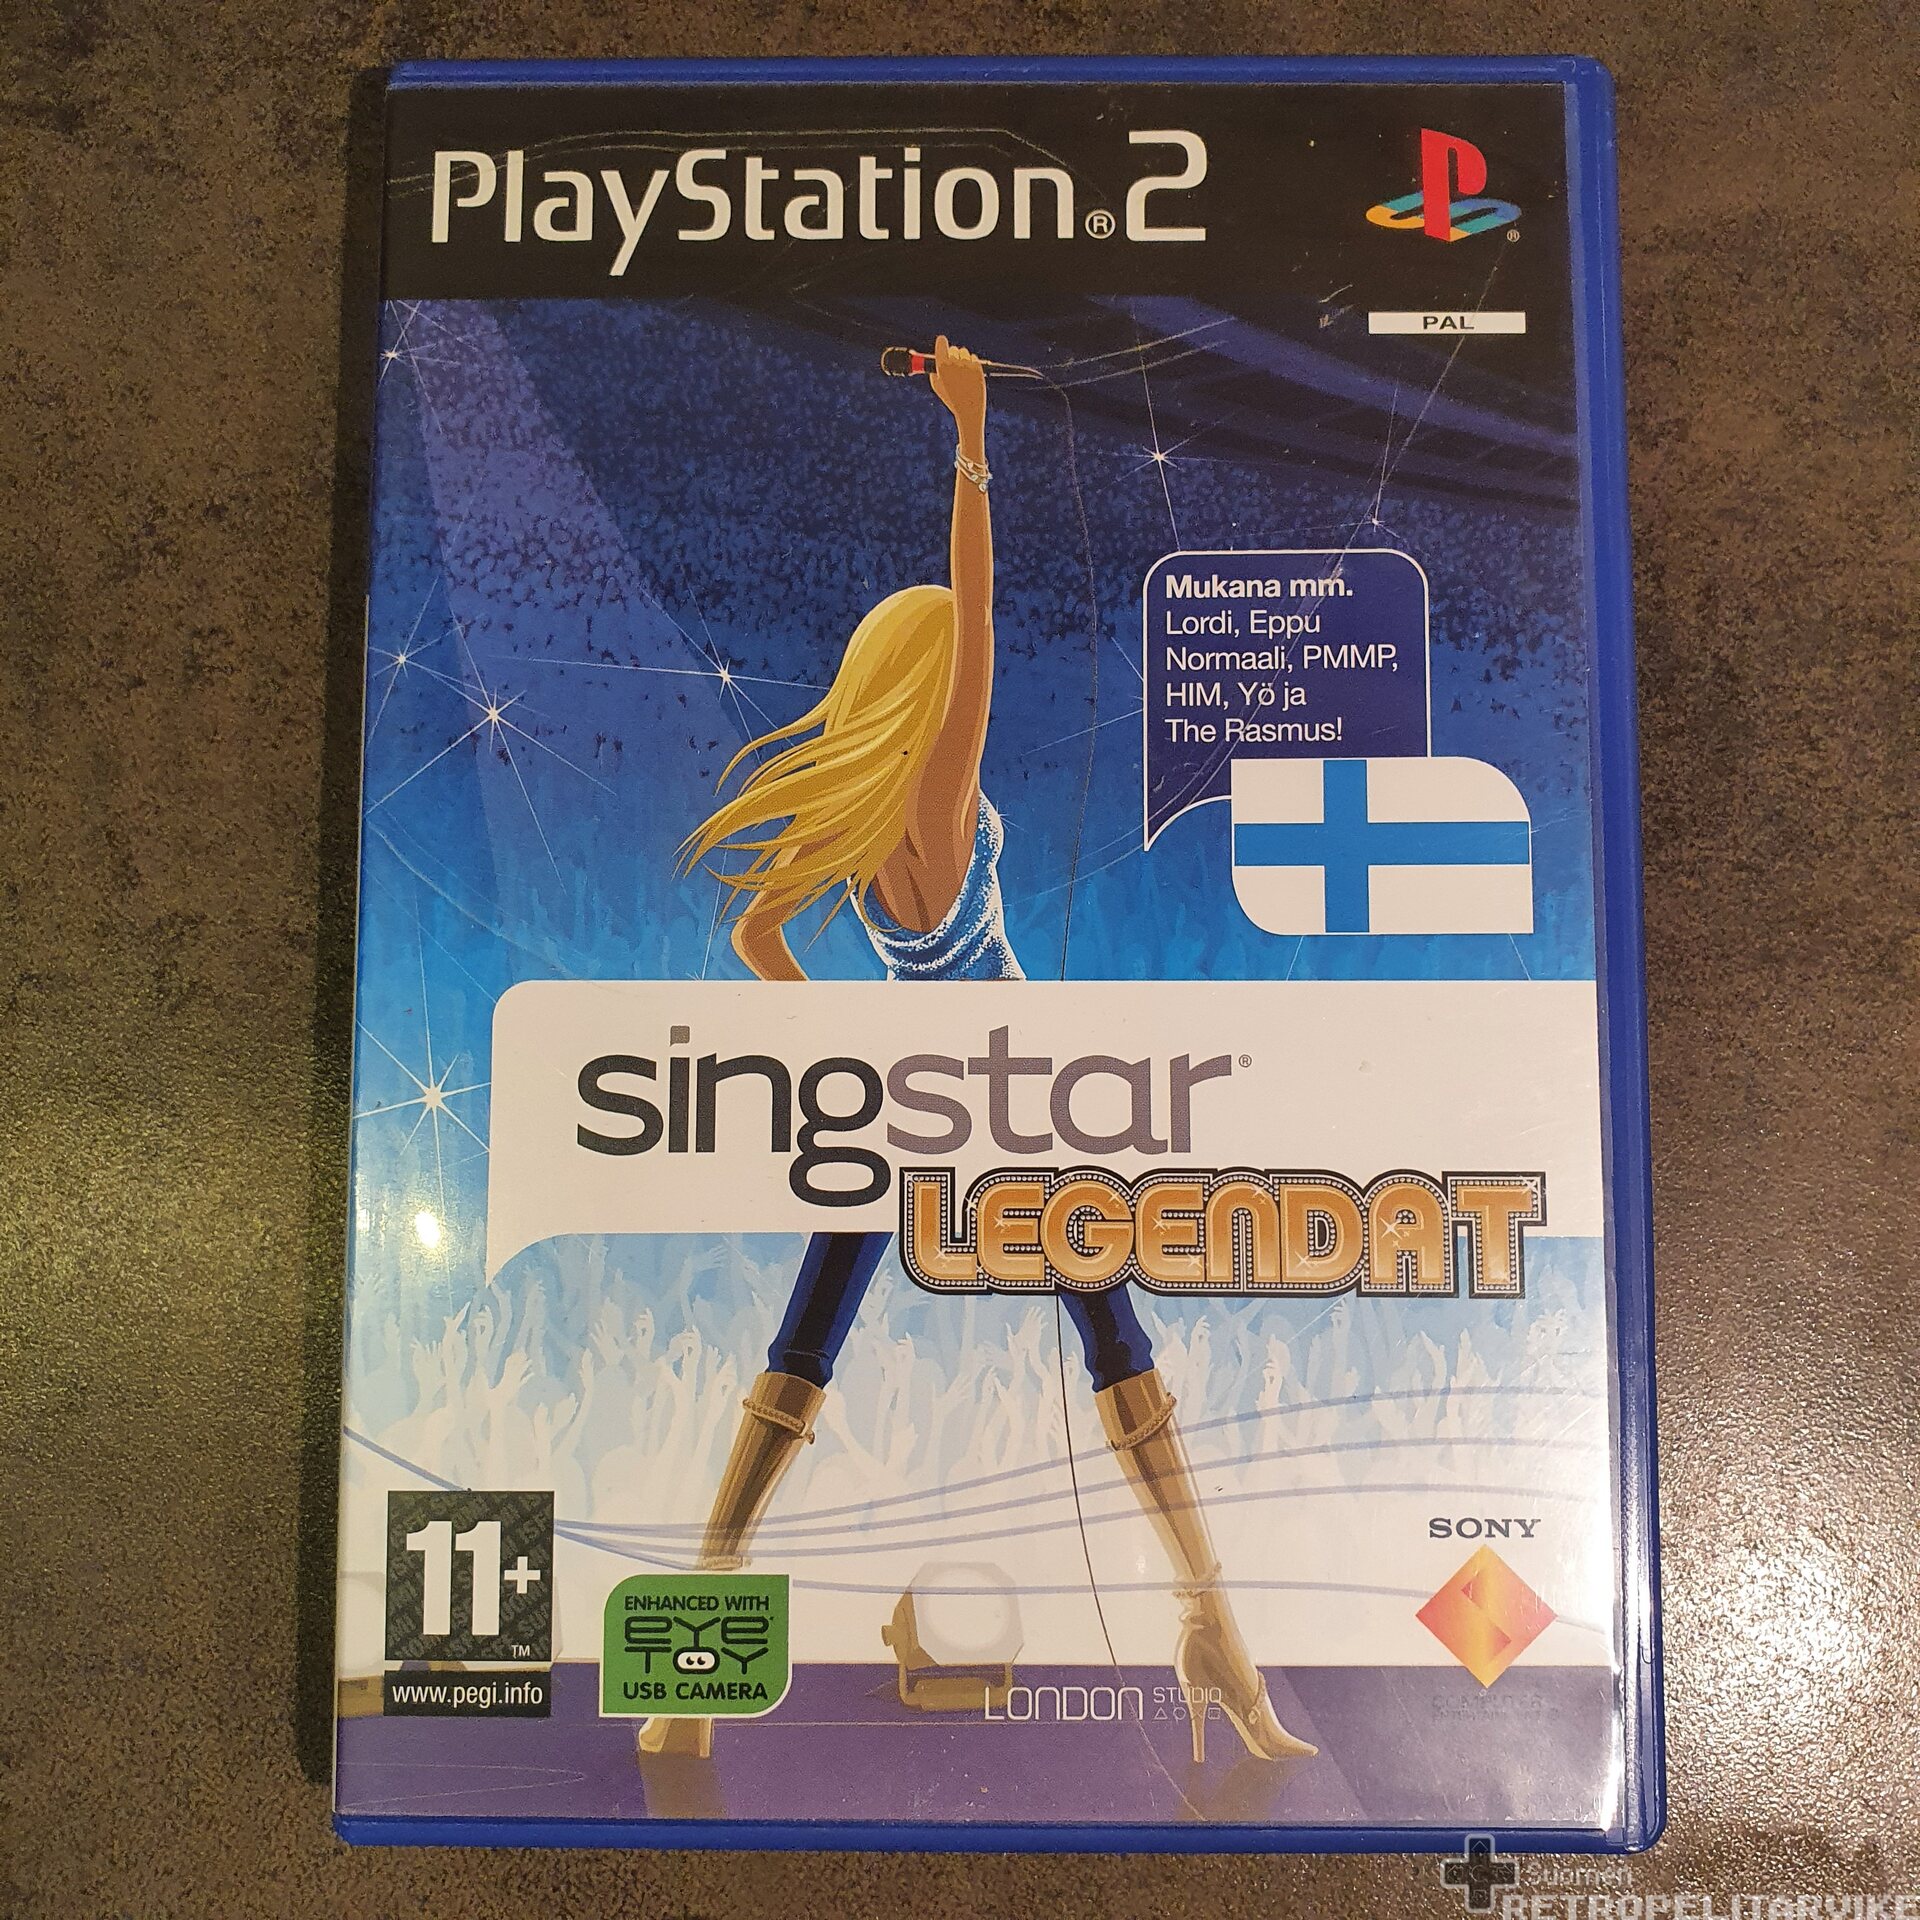 PlayStation®2
PAL
Mukana mm.
Lordi, Eppu
Normaali, PMMP,
HIM, Yö ja
The Rasmus!
singstar®
LEGENDAT
11+
TM
www.pegi.info
ENHANCED WITH
EYE
TOY
USB CAMERA
LONDON STUDIO
SONY
Suomen
RETROPELITARVIKE